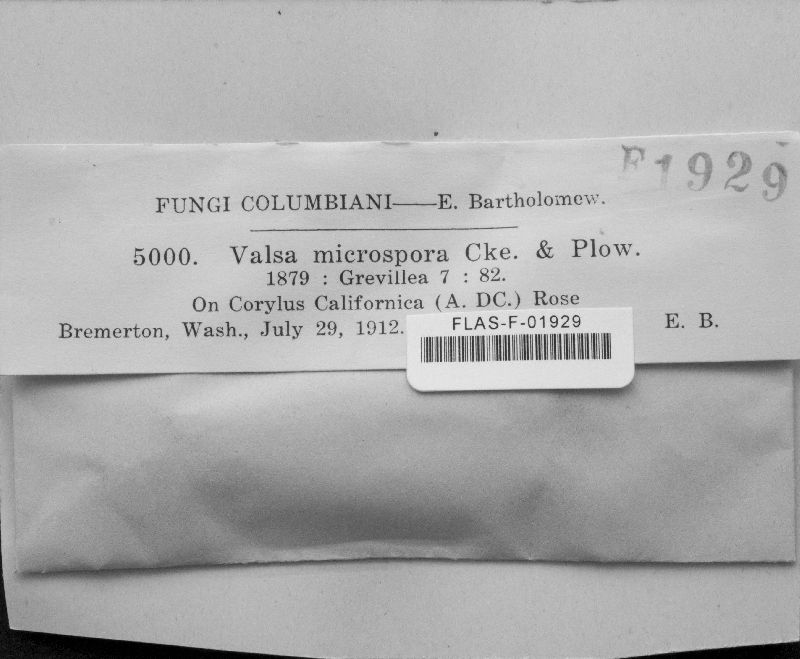 F1929
FUNGI COLUMBIANI——E. Bartholomew.
5000. Valsa microspora Cke. & Plow.
1879 : Grevillea 7 : 82.
On Corylus Californica (A. DC.) Rose
Bremerton, Wash., July 29, 1912. E. B.
FLAS-F-01929